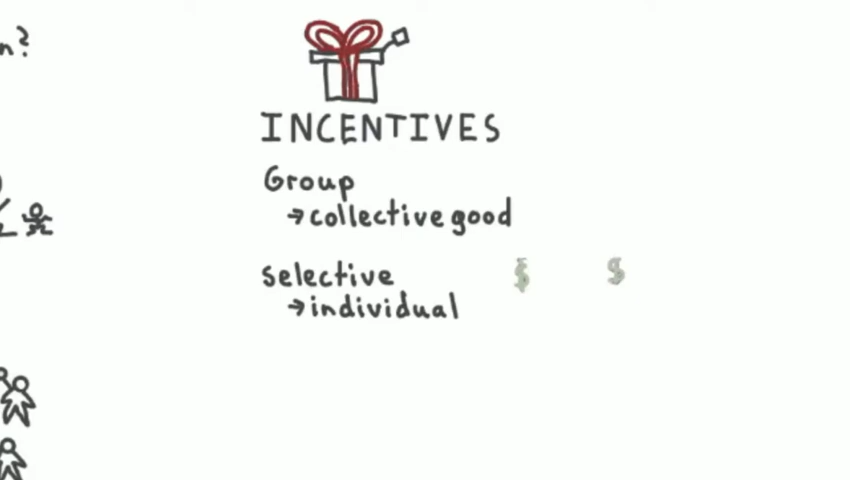 n?
INCENTIVES
Group
→collective good
selective $ $
→individual